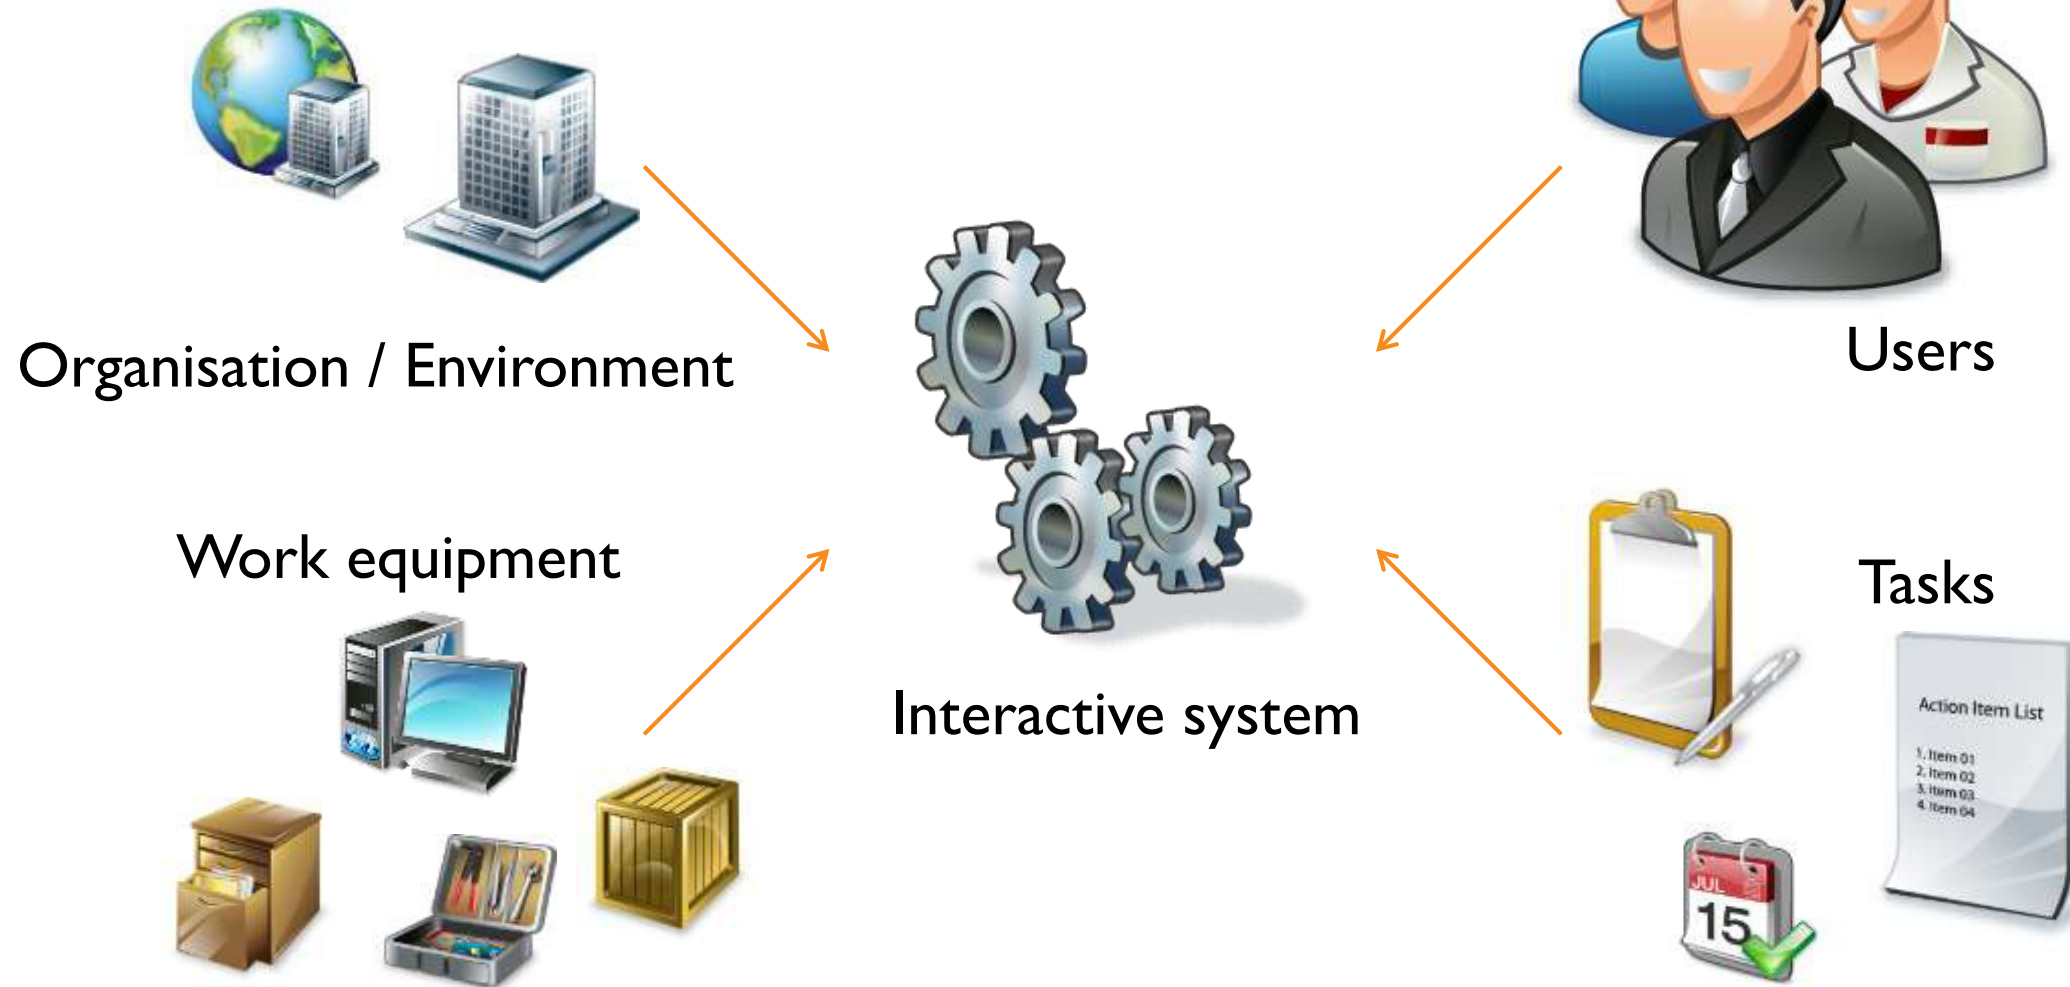 Organisation / Environment
Users
Work equipment
Tasks
Interactive system
Action Item List
1. Item 01
2. Item 02
3. Item 03
4. Item 04
JUL
15